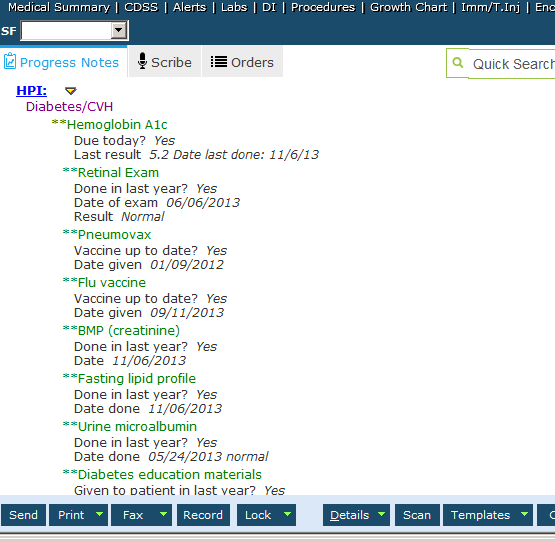 Medical Summary | CDSS | Alerts | Labs | DI | Procedures | Growth Chart | Imm/T.Inj | Enc
SF
Progress Notes Scribe Orders Quick Search
HPI:
Diabetes/CVH
**Hemoglobin A1c
Due today? Yes
Last result 5.2 Date last done: 11/6/13
**Retinal Exam
Done in last year? Yes
Date of exam 06/06/2013
Result Normal
**Pneumovax
Vaccine up to date? Yes
Date given 01/09/2012
**Flu vaccine
Vaccine up to date? Yes
Date given 09/11/2013
**BMP (creatinine)
Done in last year? Yes
Date 11/06/2013
**Fasting lipid profile
Done in last year? Yes
Date done 11/06/2013
**Urine microalbumin
Done in last year? Yes
Date done 05/24/2013 normal
**Diabetes education materials
Given to patient in last year? Yes
Send Print Fax Record Lock Details Scan Templates